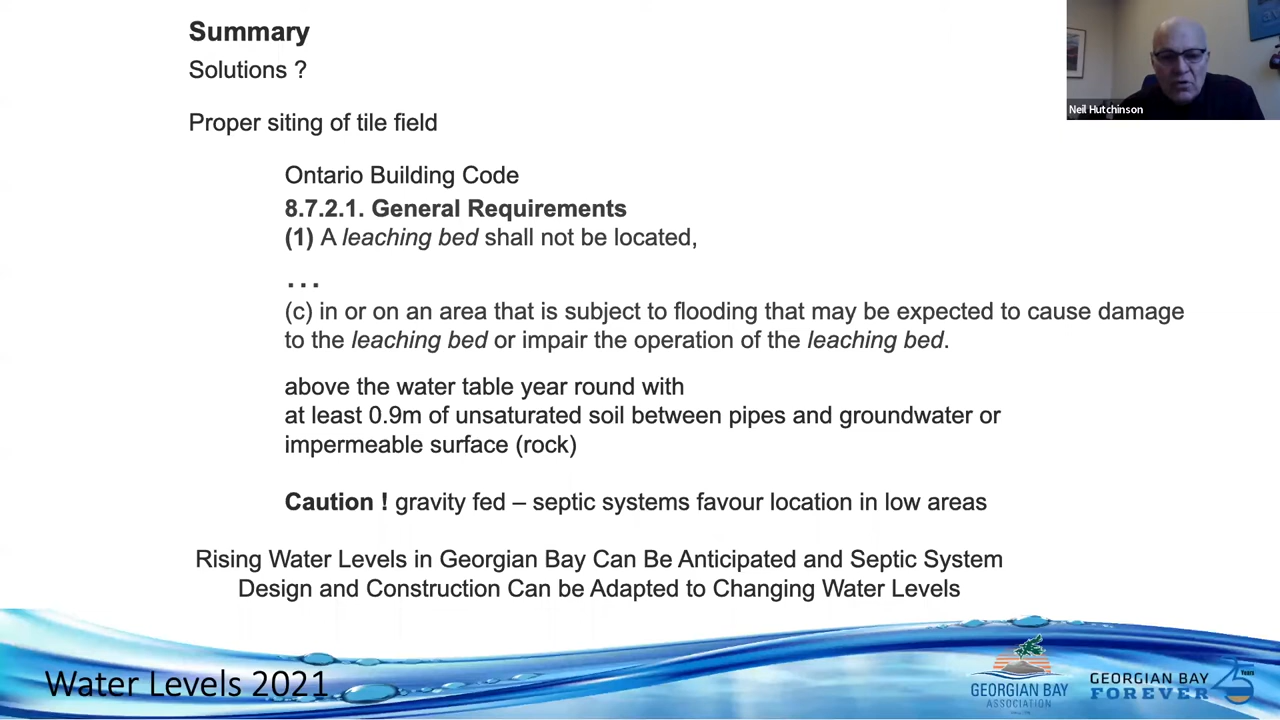 Summary
Solutions ?
Proper siting of tile field
Ontario Building Code
8.7.2.1. General Requirements
(1) A leaching bed shall not be located,
...
(c) in or on an area that is subject to flooding that may be expected to cause damage
to the leaching bed or impair the operation of the leaching bed.
above the water table year round with
at least 0.9m of unsaturated soil between pipes and groundwater or
impermeable surface (rock)
Caution ! gravity fed – septic systems favour location in low areas
Rising Water Levels in Georgian Bay Can Be Anticipated and Septic System
Design and Construction Can be Adapted to Changing Water Levels
Neil Hutchinson
Water Levels 2021
GEORGIAN BAY
ASSOCIATION
GEORGIAN BAY
FOREVER
25 Years